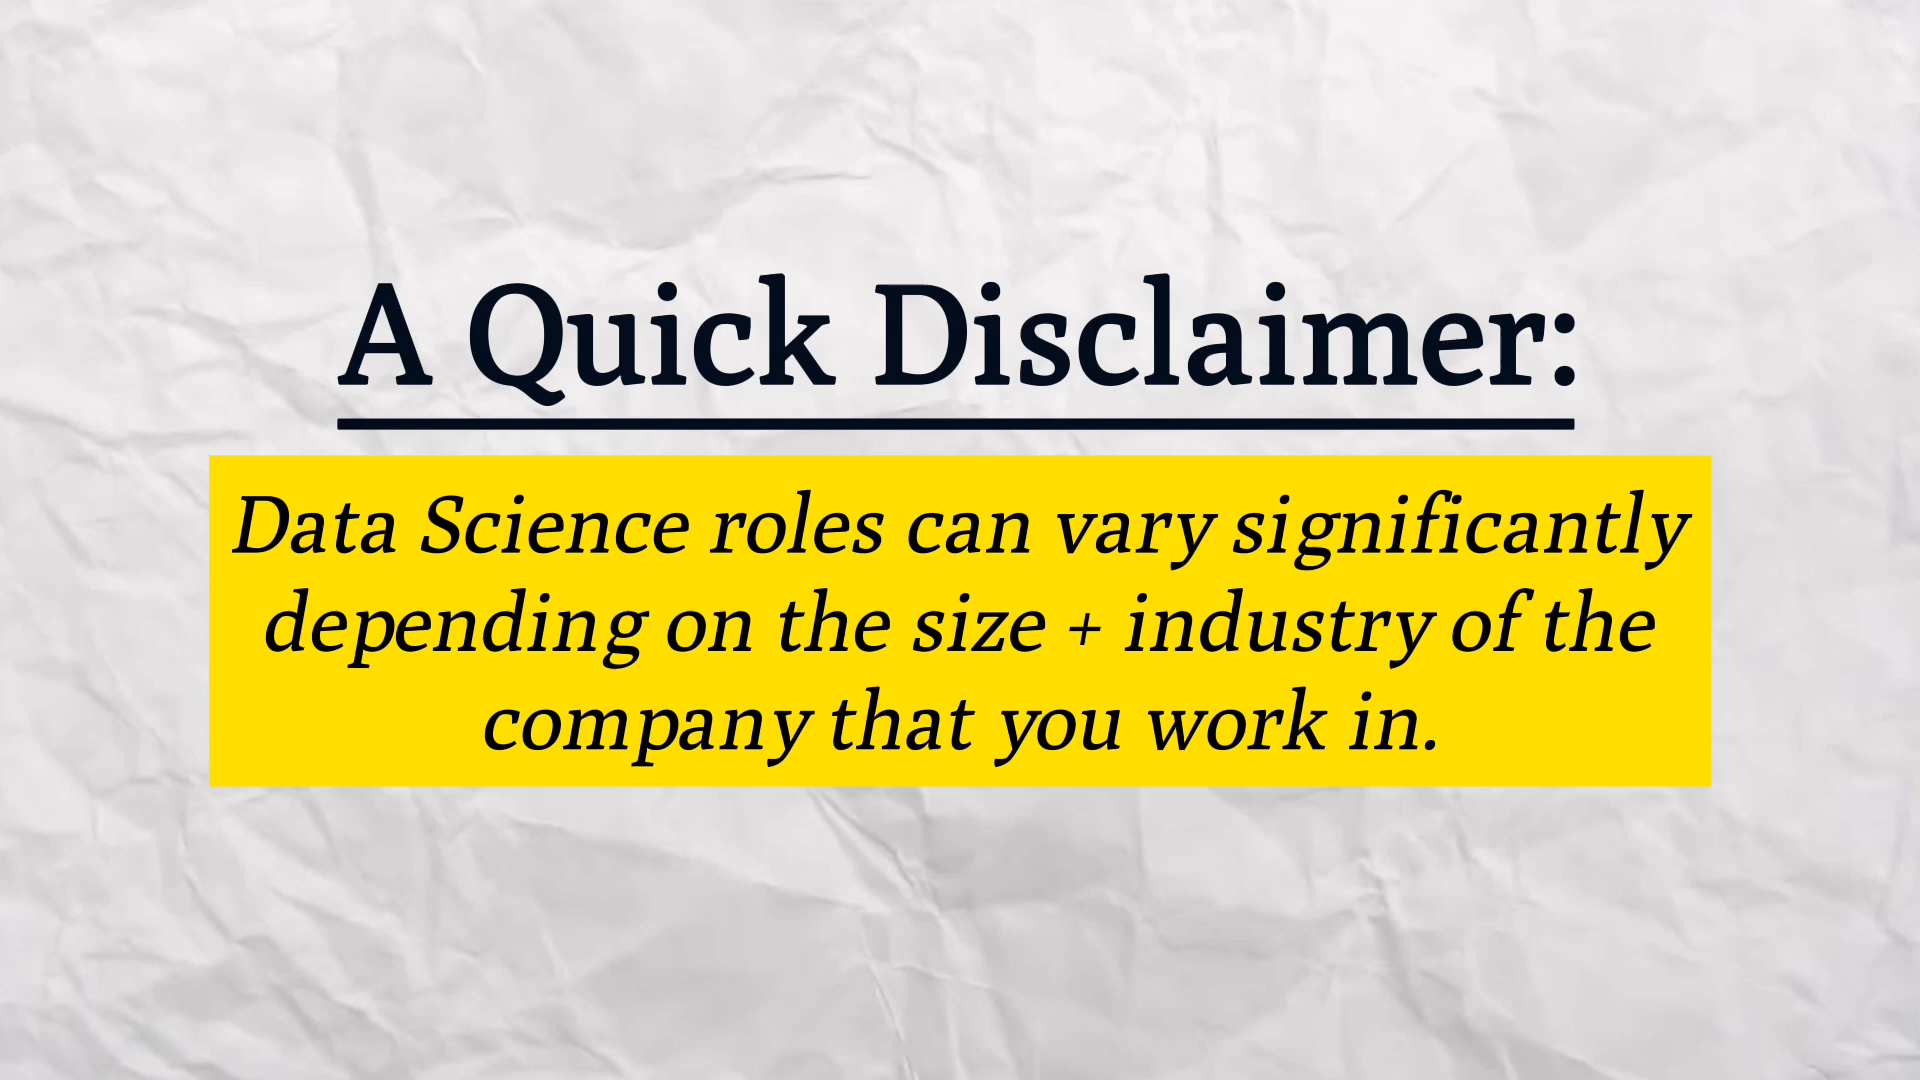 A Quick Disclaimer:
Data Science roles can vary significantly
depending on the size + industry of the
company that you work in.